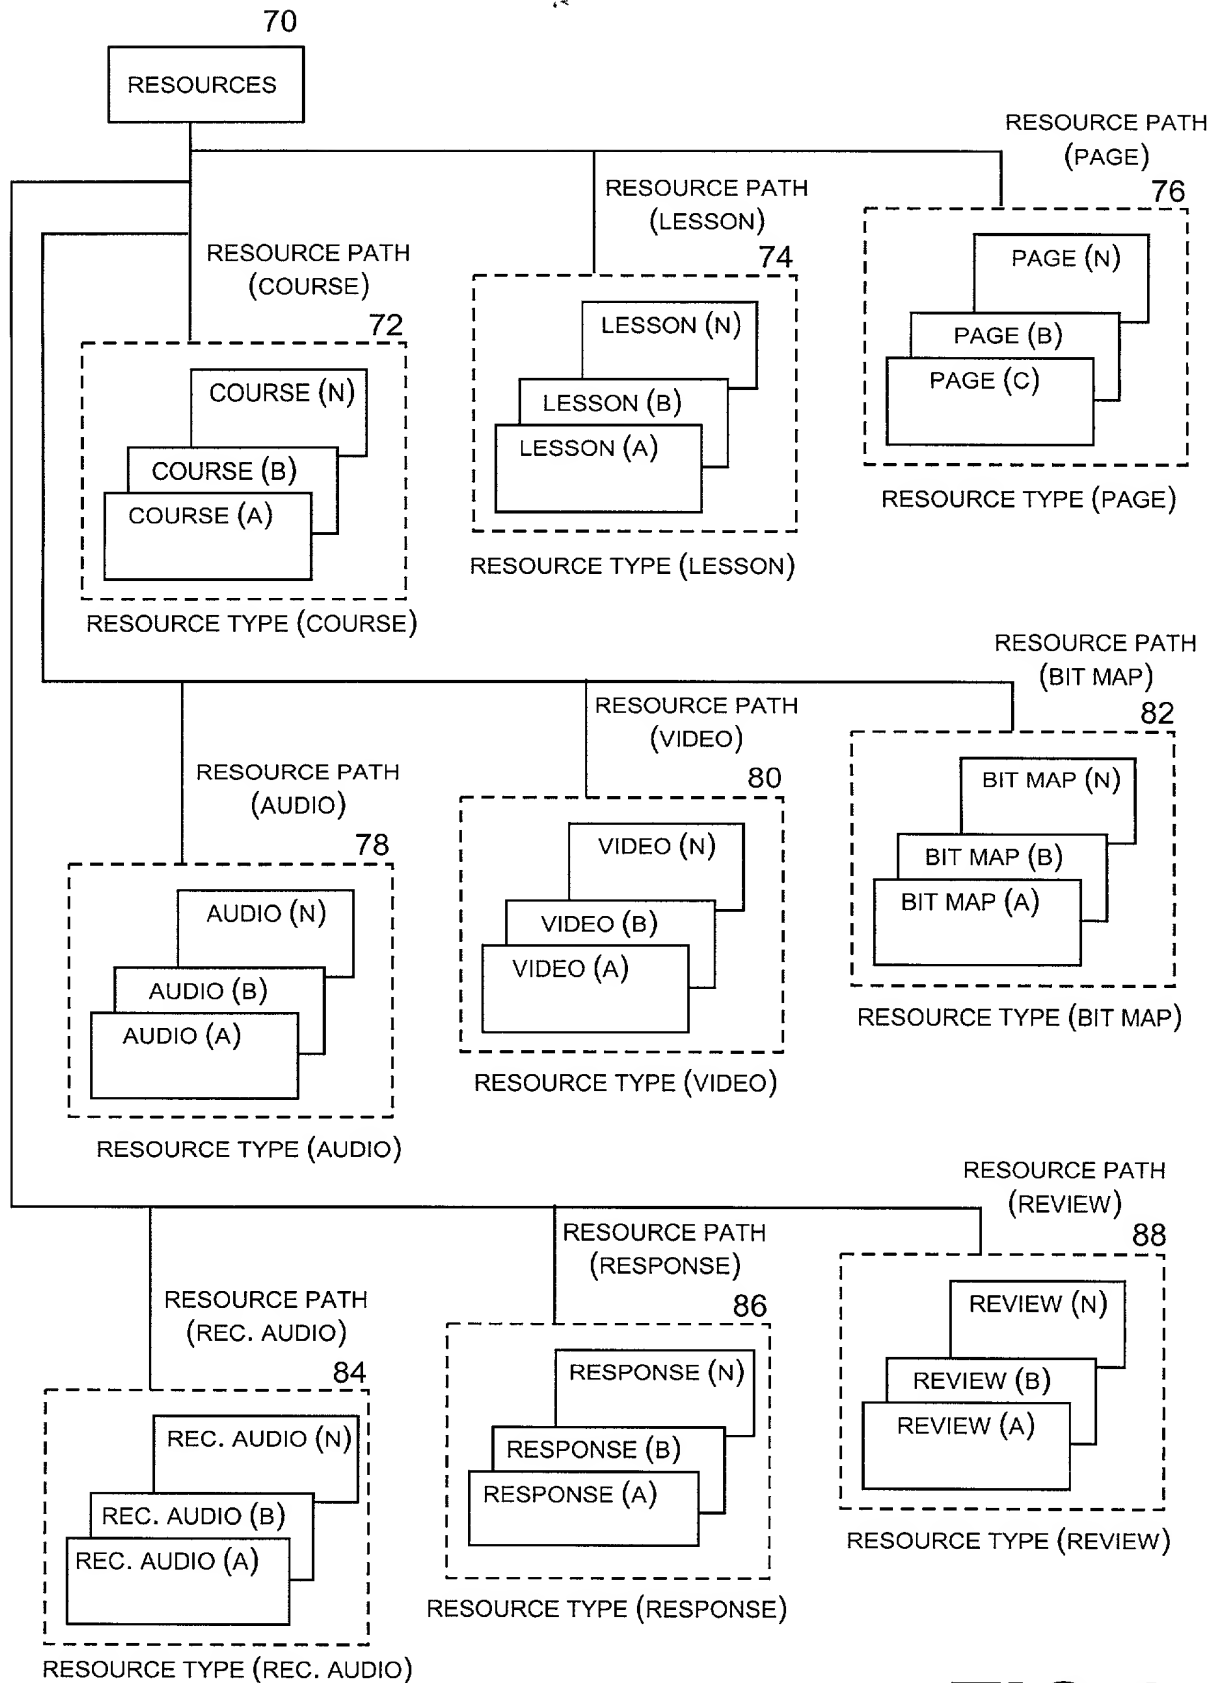 70
RESOURCES
RESOURCE PATH
(PAGE)
76
RESOURCE PATH
(LESSON)
74
RESOURCE PATH
(COURSE)
72
PAGE (N)
PAGE (B)
PAGE (C)
RESOURCE TYPE (PAGE)
LESSON (N)
LESSON (B)
LESSON (A)
RESOURCE TYPE (LESSON)
COURSE (N)
COURSE (B)
COURSE (A)
RESOURCE TYPE (COURSE)
RESOURCE PATH
(BIT MAP)
82
RESOURCE PATH
(VIDEO)
80
RESOURCE PATH
(AUDIO)
78
BIT MAP (N)
BIT MAP (B)
BIT MAP (A)
RESOURCE TYPE (BIT MAP)
VIDEO (N)
VIDEO (B)
VIDEO (A)
RESOURCE TYPE (VIDEO)
AUDIO (N)
AUDIO (B)
AUDIO (A)
RESOURCE TYPE (AUDIO)
RESOURCE PATH
(REVIEW)
88
RESOURCE PATH
(RESPONSE)
86
RESOURCE PATH
(REC. AUDIO)
84
REVIEW (N)
REVIEW (B)
REVIEW (A)
RESOURCE TYPE (REVIEW)
RESPONSE (N)
RESPONSE (B)
RESPONSE (A)
RESOURCE TYPE (RESPONSE)
REC. AUDIO (N)
REC. AUDIO (B)
REC. AUDIO (A)
RESOURCE TYPE (REC. AUDIO)